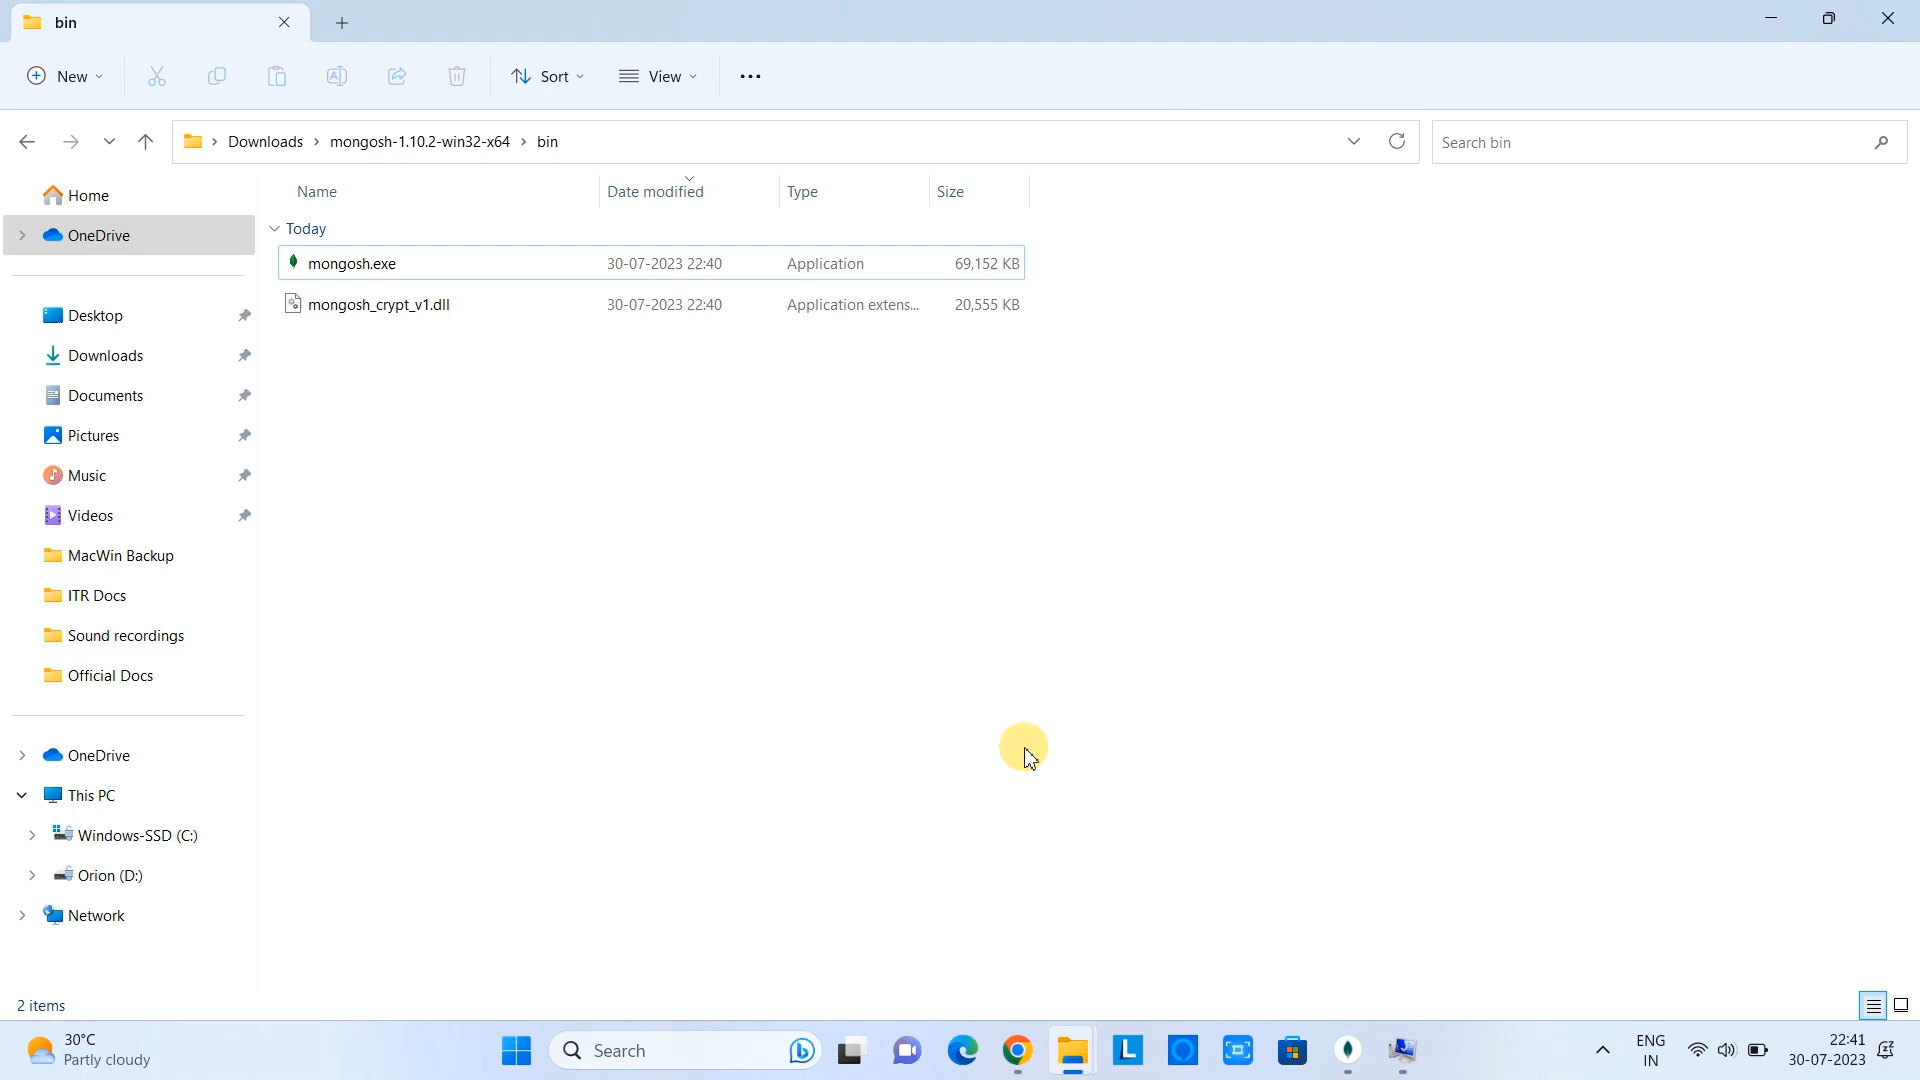 bin
New
Sort
View
Downloads
mongosh-1.10.2-win32-x64
bin
Search bin
Name
Date modified
Type
Size
Home
OneDrive
Today
mongosh.exe 30-07-2023 22:40 Application 69,152 KB
mongosh_crypt_v1.dll 30-07-2023 22:40 Application extens... 20,555 KB
Desktop
Downloads
Documents
Pictures
Music
Videos
MacWin Backup
ITR Docs
Sound recordings
Official Docs
OneDrive
This PC
Windows-SSD (C:)
Orion (D:)
Network
2 items
30°C
Partly cloudy
Search
ENG
IN
22:41
30-07-2023